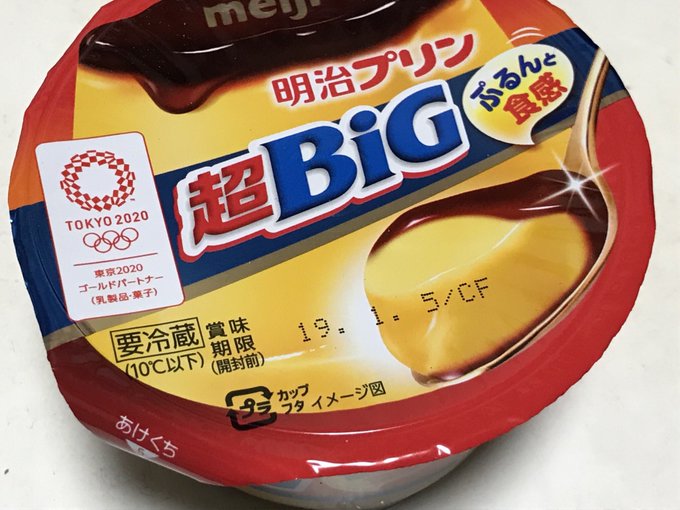 meiji
明治プリン
超BiG
ぷるんと
食感
TOKYO 2020
東京2020
ゴールドパートナー
(乳製品・菓子)
要冷蔵
(10℃以下)
賞味
期限
(開封前)
19. 1. 5/CF
プラ
カップ
フタ
イメージ図
あけくち